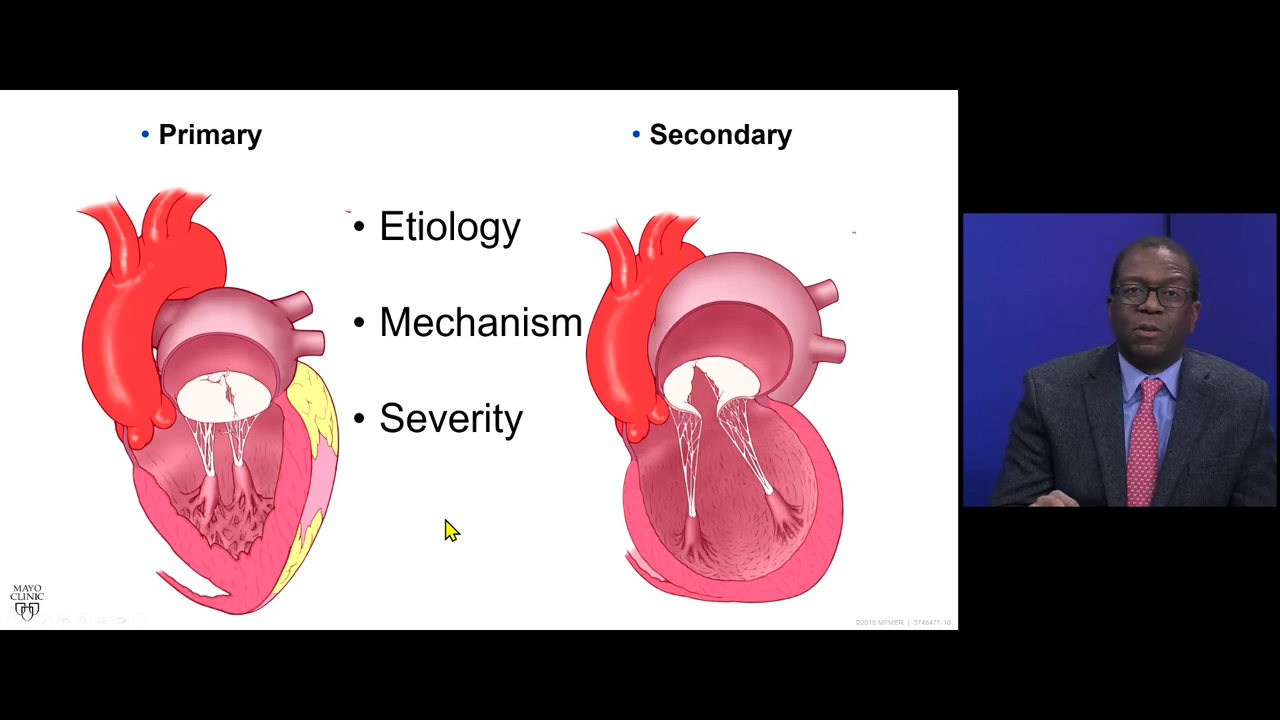 • Primary
• Secondary
• Etiology
• Mechanism
• Severity
MAYO
CLINIC
©2018 MFMER | 3745471-10